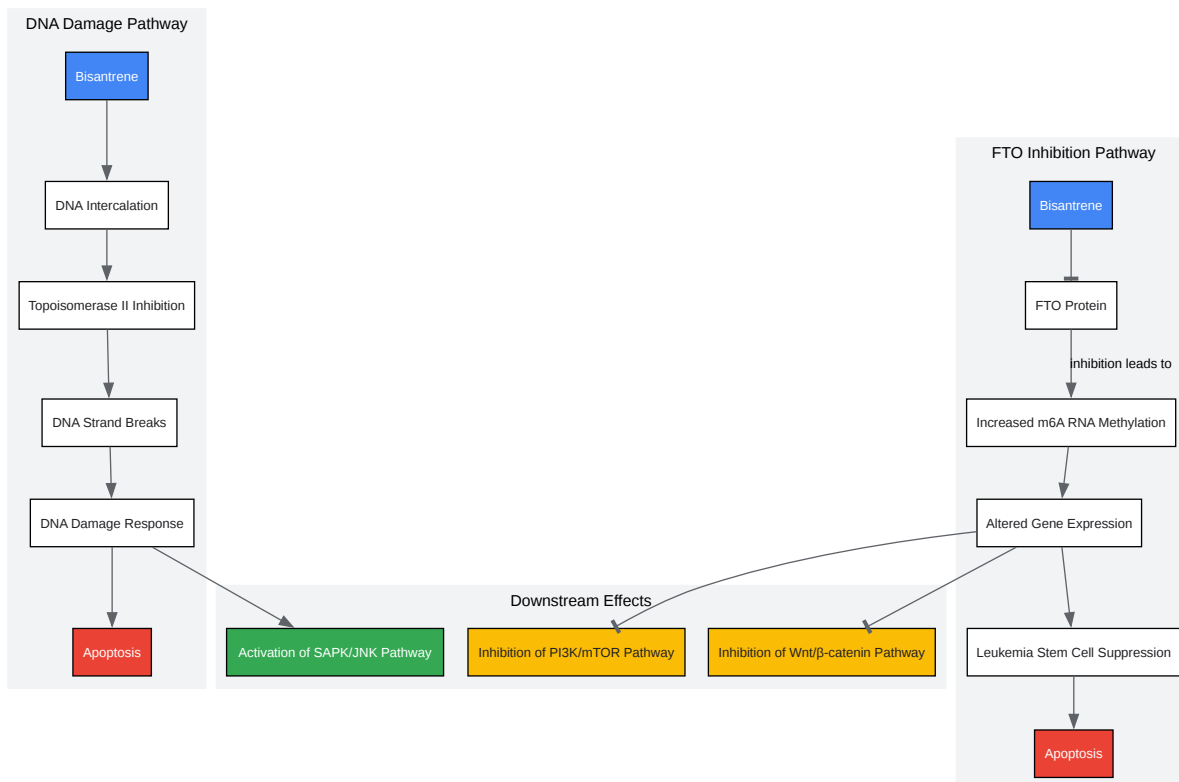 DNA Damage Pathway
Bisantrene
DNA Intercalation
Topoisomerase II Inhibition
DNA Strand Breaks
DNA Damage Response
Apoptosis
Downstream Effects
Activation of SAPK/JNK Pathway
Inhibition of PI3K/mTOR Pathway
Inhibition of Wnt/β-catenin Pathway
FTO Inhibition Pathway
Bisantrene
FTO Protein
inhibition leads to
Increased m6A RNA Methylation
Altered Gene Expression
Leukemia Stem Cell Suppression
Apoptosis